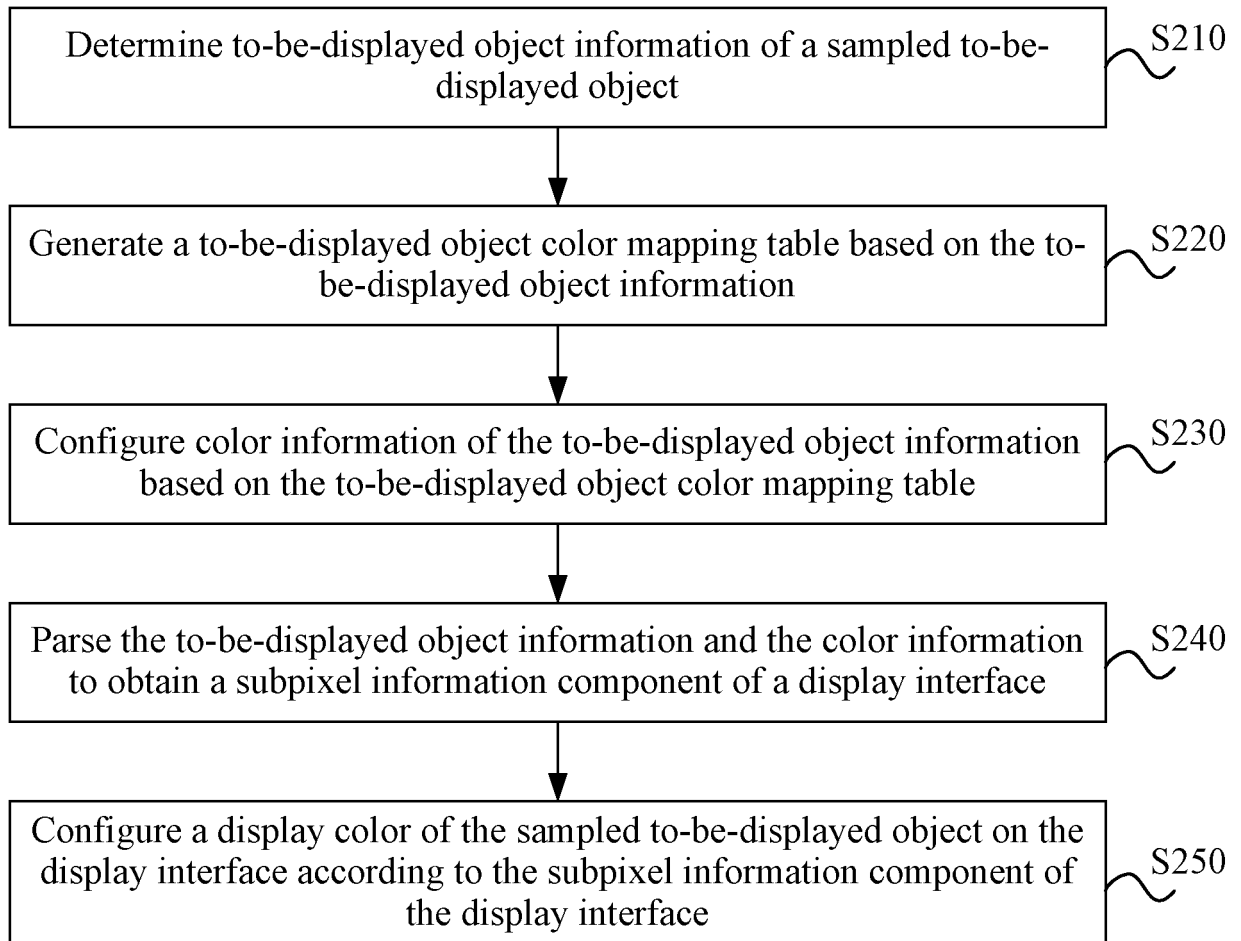 Determine to-be-displayed object information of a sampled to-be-
displayed object
S210
Generate a to-be-displayed object color mapping table based on the to-
be-displayed object information
S220
Configure color information of the to-be-displayed object information
based on the to-be-displayed object color mapping table
S230
Parse the to-be-displayed object information and the color information
to obtain a subpixel information component of a display interface
S240
Configure a display color of the sampled to-be-displayed object on the
display interface according to the subpixel information component of
the display interface
S250